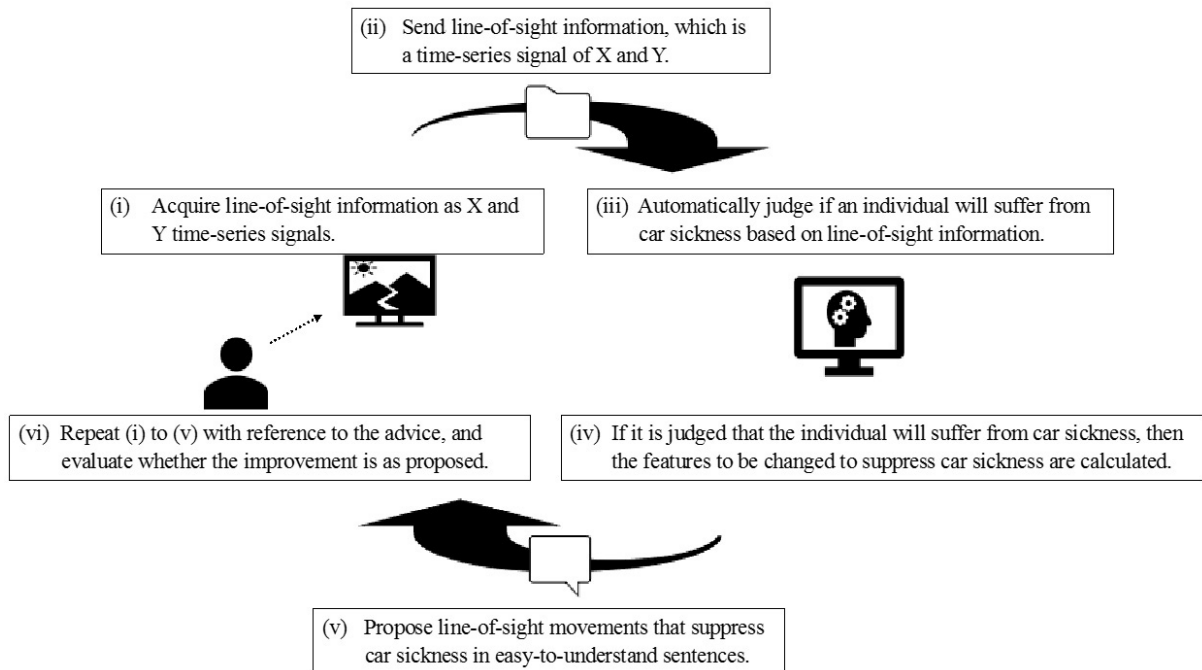 (ii) Send line-of-sight information, which is
a time-series signal of X and Y.
(i) Acquire line-of-sight information as X and
Y time-series signals.
(iii) Automatically judge if an individual will suffer from
car sickness based on line-of-sight information.
(vi) Repeat (i) to (v) with reference to the advice, and
evaluate whether the improvement is as proposed.
(iv) If it is judged that the individual will suffer from car sickness, then
the features to be changed to suppress car sickness are calculated.
(v) Propose line-of-sight movements that suppress
car sickness in easy-to-understand sentences.